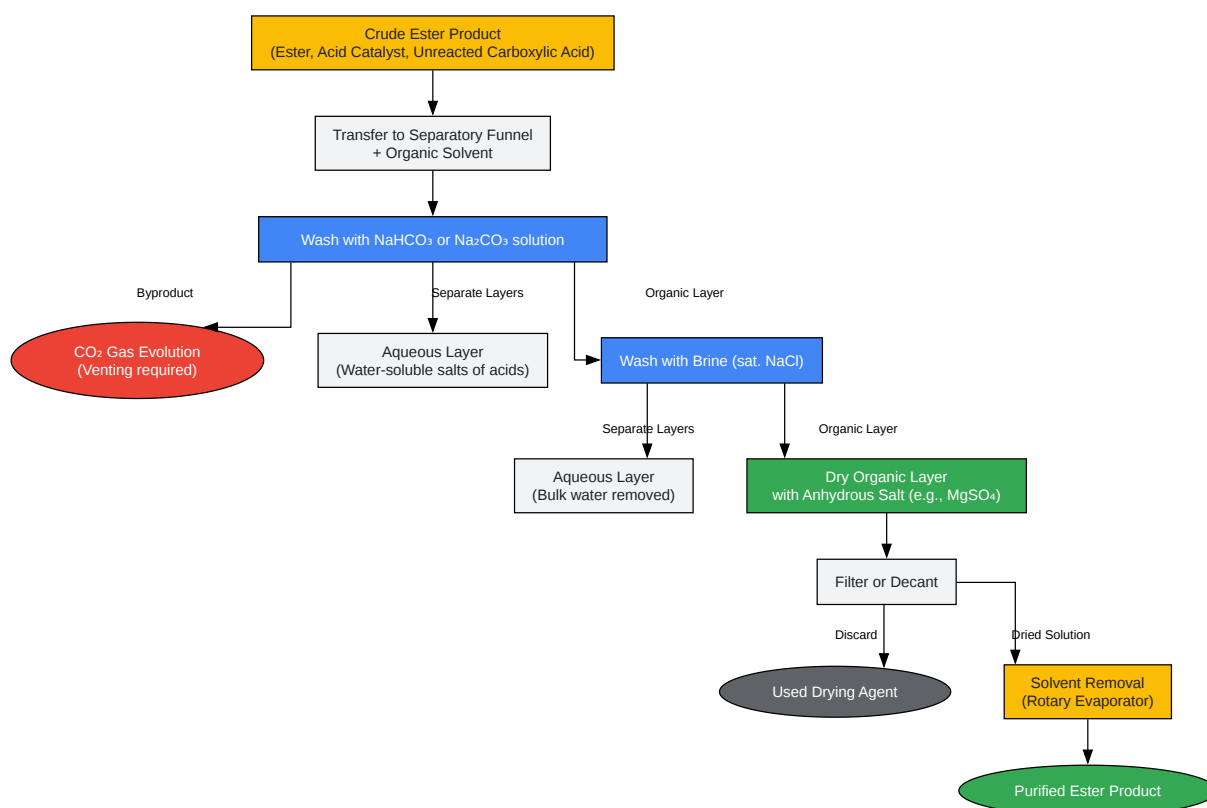 Crude Ester Product
(Ester, Acid Catalyst, Unreacted Carboxylic Acid)
Transfer to Separatory Funnel
+ Organic Solvent
Wash with NaHCO₃ or Na₂CO₃ solution
Byproduct
Separate Layers
Organic Layer
CO₂ Gas Evolution
(Venting required)
Aqueous Layer
(Water-soluble salts of acids)
Wash with Brine (sat. NaCl)
Separate Layers
Organic Layer
Aqueous Layer
(Bulk water removed)
Dry Organic Layer
with Anhydrous Salt (e.g., MgSO₄)
Filter or Decant
Discard
Dried Solution
Used Drying Agent
Solvent Removal
(Rotary Evaporator)
Purified Ester Product